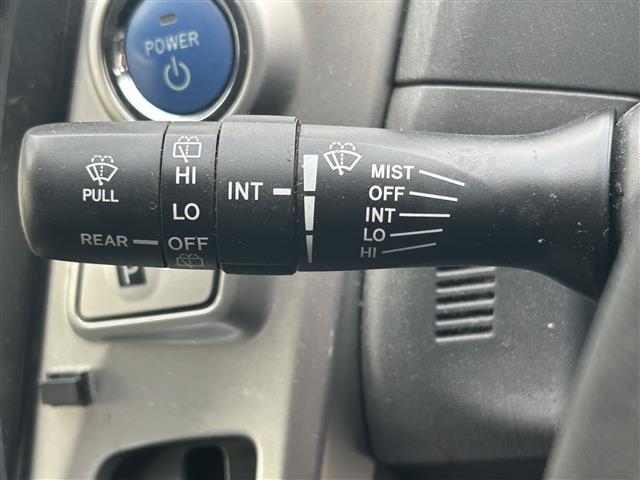 POWER
PULL
REAR
HI
LO
OFF
INT
MIST
OFF
INT
LO
HI
P